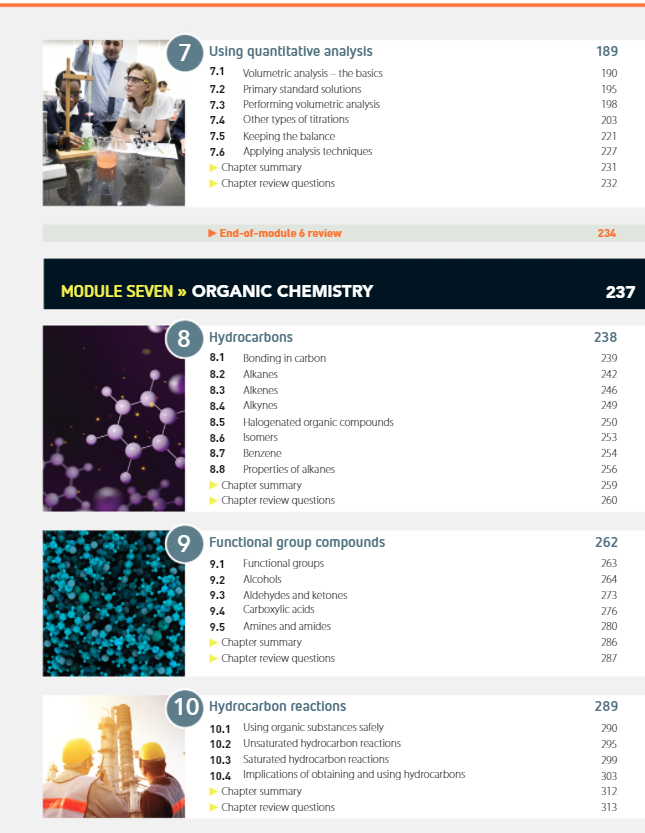 7 Using quantitative analysis 189
7.1 Volumetric analysis – the basics 190
7.2 Primary standard solutions 195
7.3 Performing volumetric analysis 198
7.4 Other types of titrations 203
7.5 Keeping the balance 221
7.6 Applying analysis techniques 227
▶ Chapter summary 231
▶ Chapter review questions 232
▶ End-of-module 6 review 234
MODULE SEVEN » ORGANIC CHEMISTRY 237
8 Hydrocarbons 238
8.1 Bonding in carbon 239
8.2 Alkanes 242
8.3 Alkenes 246
8.4 Alkynes 249
8.5 Halogenated organic compounds 250
8.6 Isomers 253
8.7 Benzene 254
8.8 Properties of alkanes 256
▶ Chapter summary 259
▶ Chapter review questions 260
9 Functional group compounds 262
9.1 Functional groups 263
9.2 Alcohols 264
9.3 Aldehydes and ketones 273
9.4 Carboxylic acids 276
9.5 Amines and amides 280
▶ Chapter summary 286
▶ Chapter review questions 287
10 Hydrocarbon reactions 289
10.1 Using organic substances safely 290
10.2 Unsaturated hydrocarbon reactions 295
10.3 Saturated hydrocarbon reactions 299
10.4 Implications of obtaining and using hydrocarbons 303
▶ Chapter summary 312
▶ Chapter review questions 313